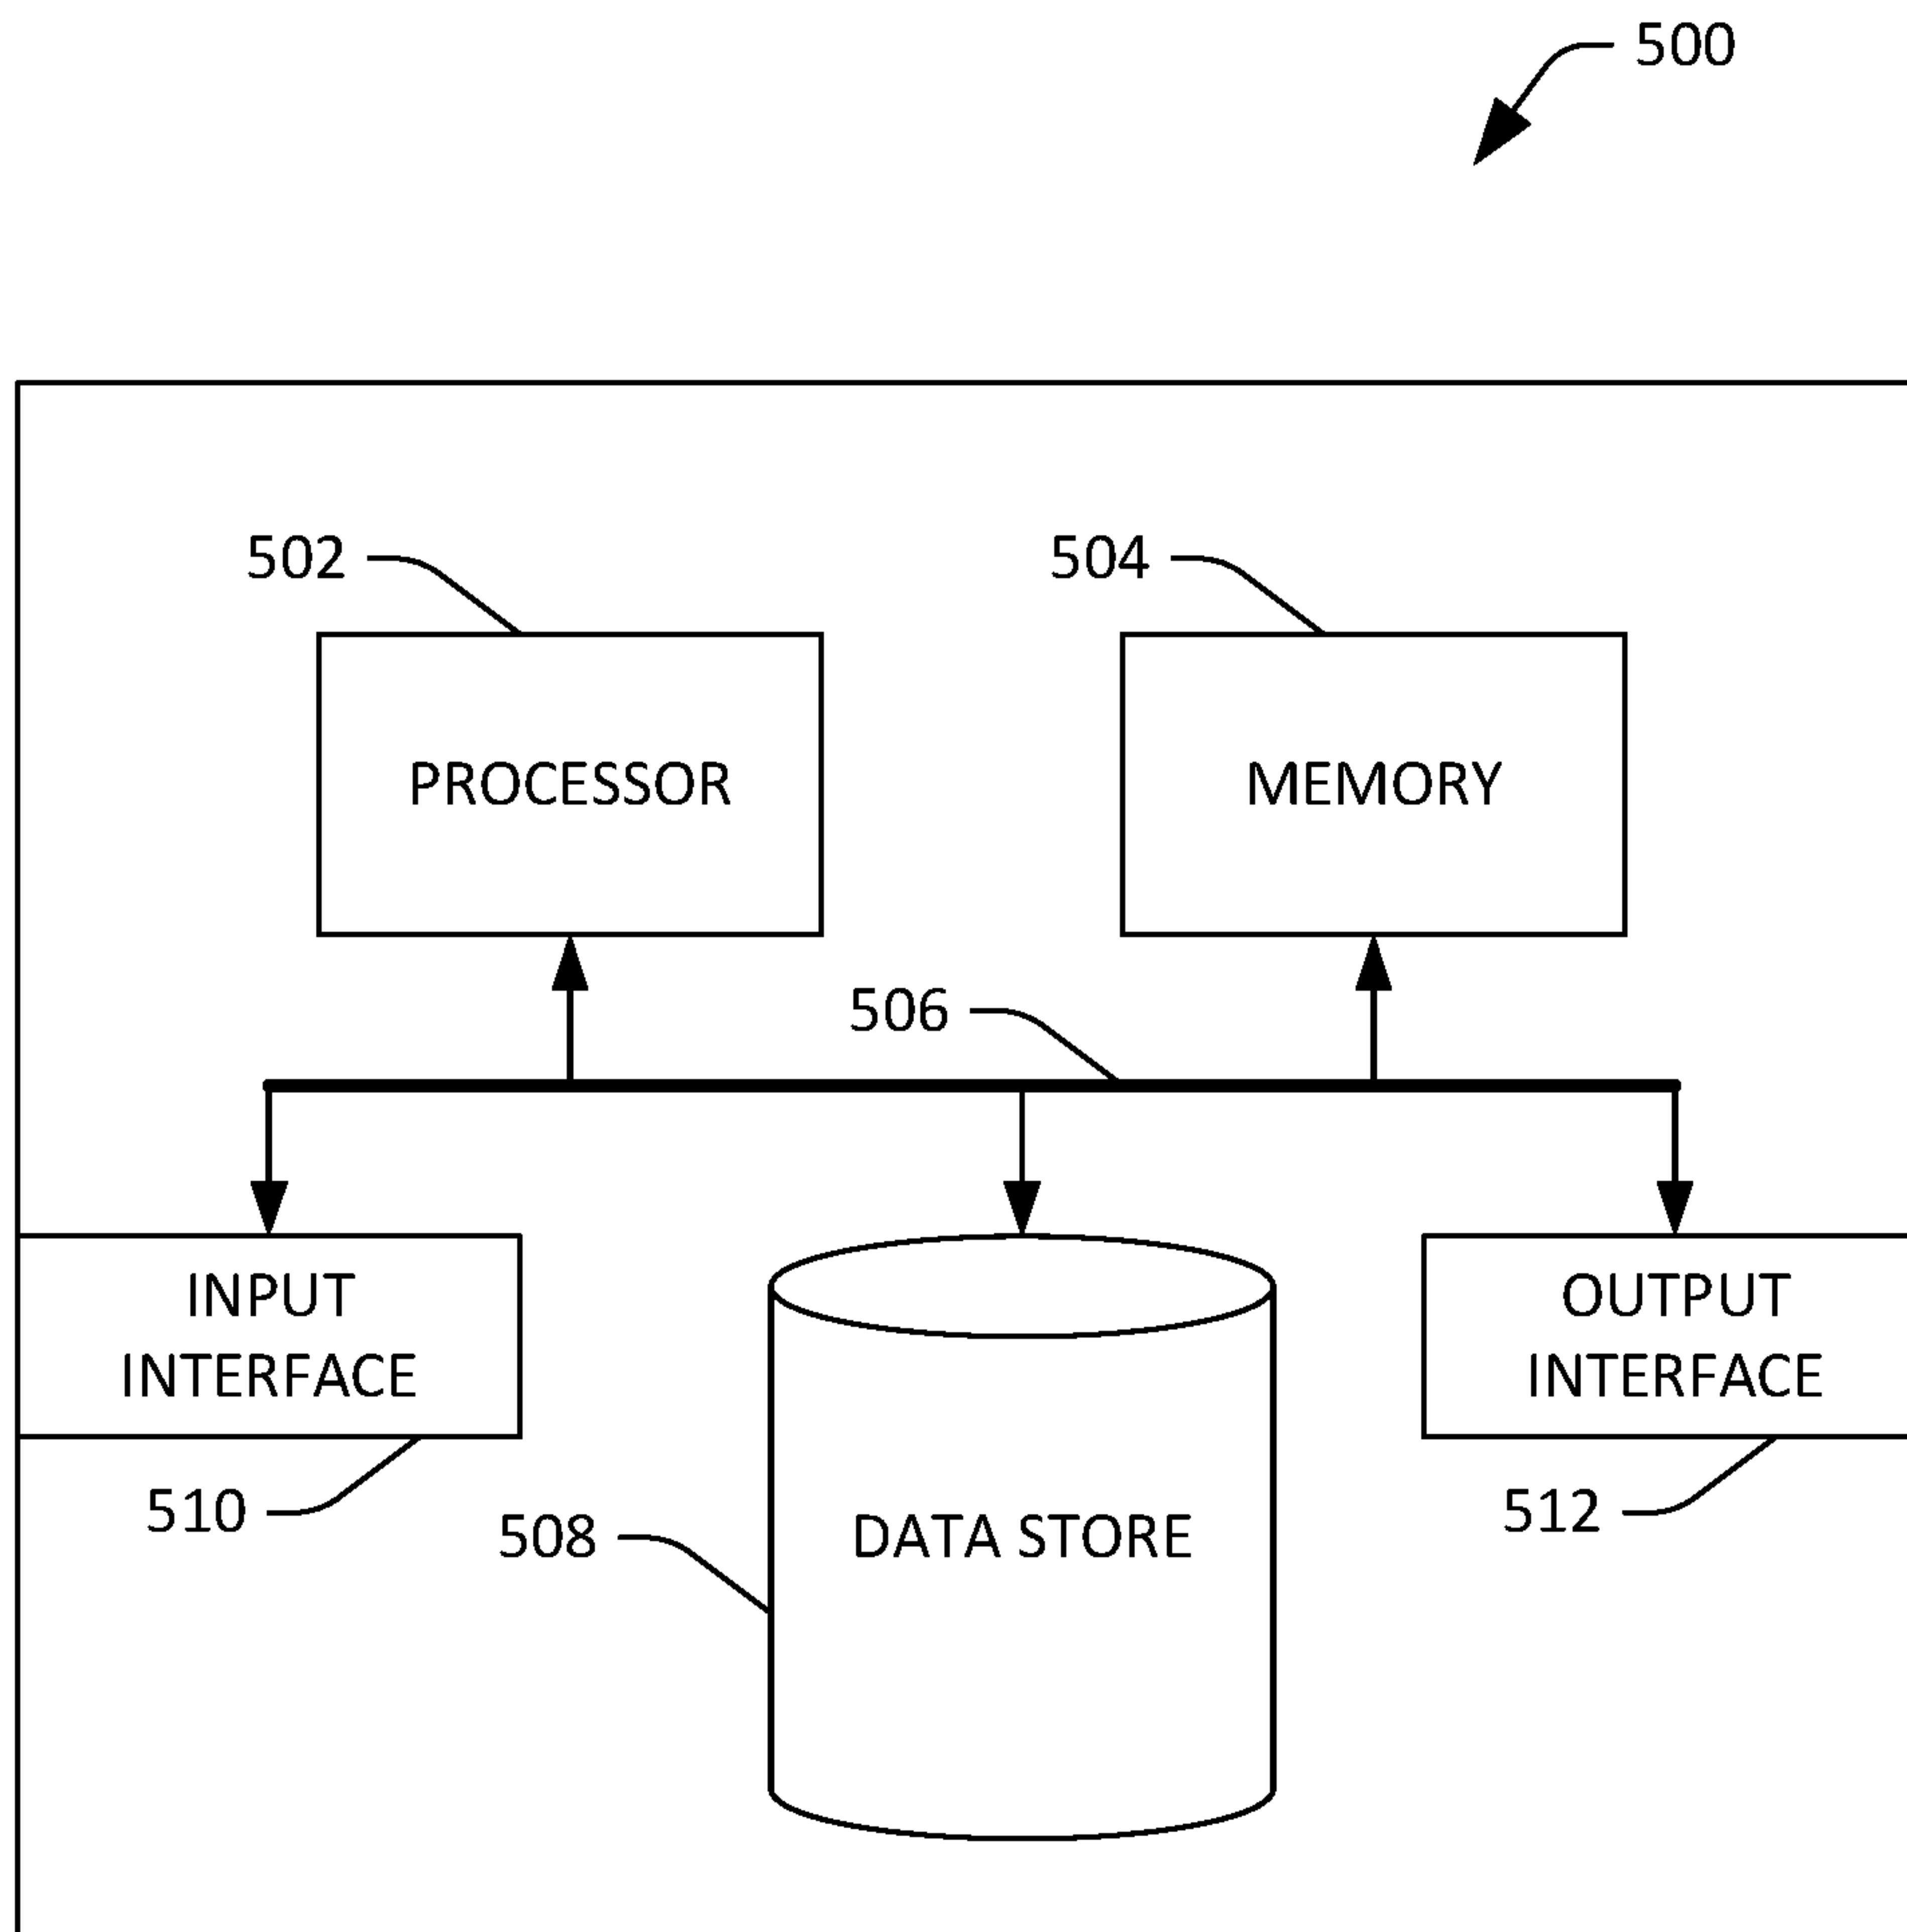 500
502
504
PROCESSOR
MEMORY
506
INPUT
INTERFACE
OUTPUT
INTERFACE
510
508
DATA STORE
512